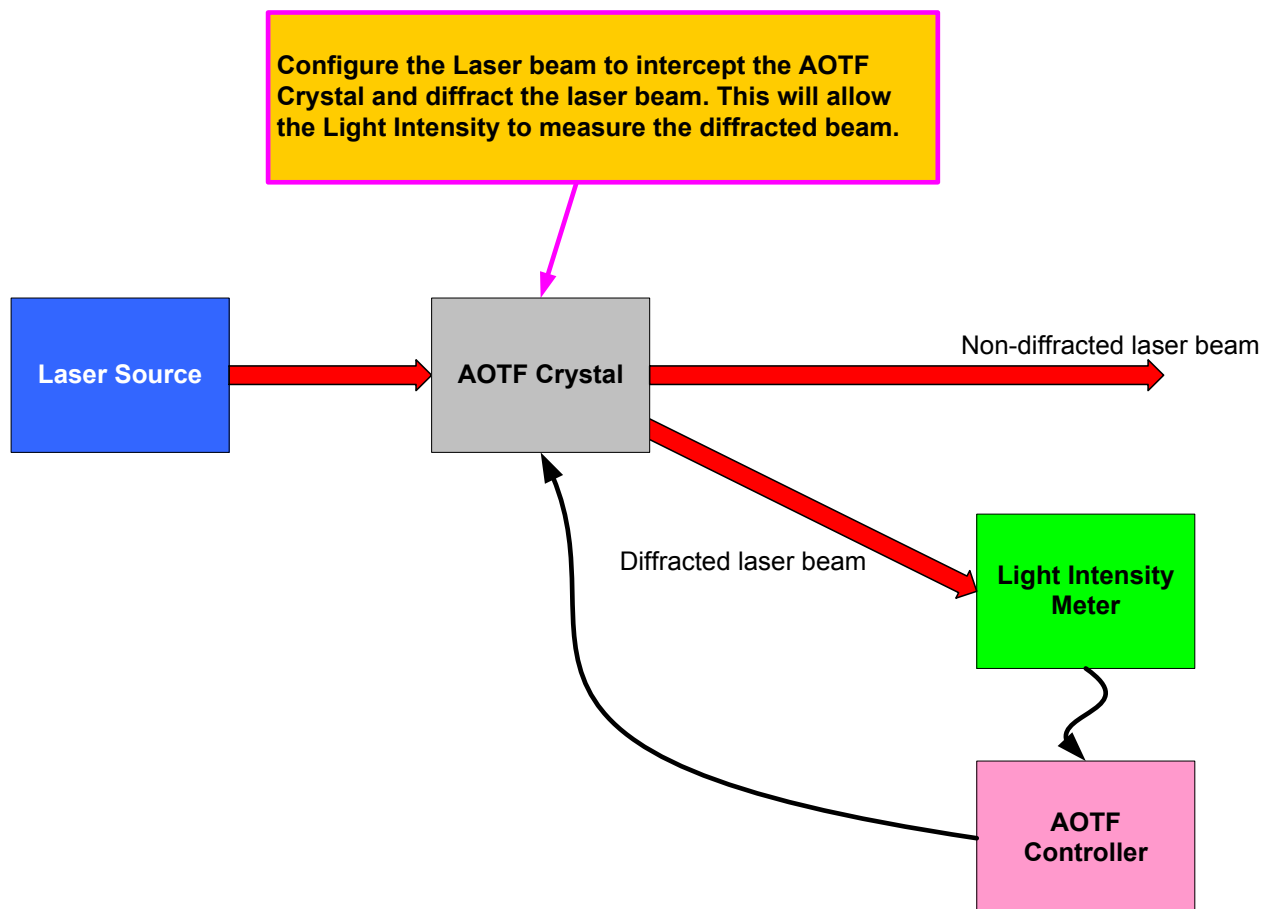 Configure the Laser beam to intercept the AOTF
Crystal and diffract the laser beam. This will allow
the Light Intensity to measure the diffracted beam.
Laser Source
AOTF Crystal
Non-diffracted laser beam
Diffracted laser beam
Light Intensity
Meter
AOTF
Controller